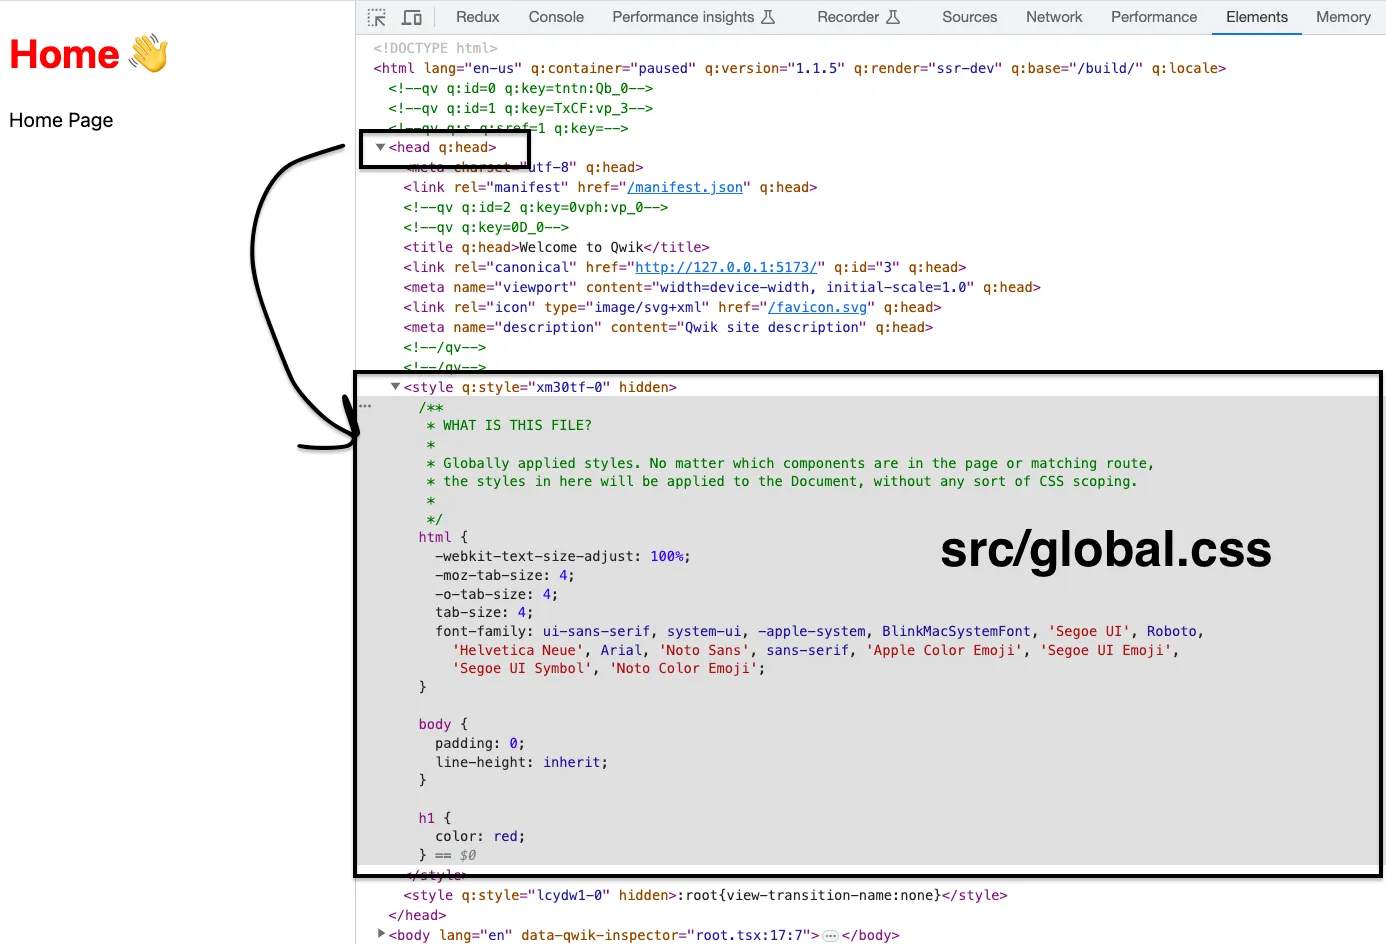 Redux Console Performance insights Recorder Sources Network Performance Elements Memory
Home 👋
Home Page
<!DOCTYPE html>
<html lang="en-us" q:container="paused" q:version="1.1.5" q:render="ssr-dev" q:base="/build/" q:locale>
<!--qv q:id=0 q:key=tntn:Qb_0-->
<!--qv q:id=1 q:key=TxCF:vp_3-->
<!--qv q:s q:sref=1 q:key=-->
▼<head q:head>
<meta charset="utf-8" q:head>
<link rel="manifest" href="/manifest.json" q:head>
<!--qv q:id=2 q:key=0vph:vp_0-->
<!--qv q:key=0D_0-->
<title q:head>Welcome to Qwik</title>
<link rel="canonical" href="http://127.0.0.1:5173/" q:id="3" q:head>
<meta name="viewport" content="width=device-width, initial-scale=1.0" q:head>
<link rel="icon" type="image/svg+xml" href="/favicon.svg" q:head>
<meta name="description" content="Qwik site description" q:head>
<!--/qv-->
<!--/qv-->
▼<style q:style="xm30tf-0" hidden>
/**
* WHAT IS THIS FILE?
*
* Globally applied styles. No matter which components are in the page or matching route,
* the styles in here will be applied to the Document, without any sort of CSS scoping.
*
*/
html {
-webkit-text-size-adjust: 100%;
-moz-tab-size: 4;
-o-tab-size: 4;
tab-size: 4;
font-family: ui-sans-serif, system-ui, -apple-system, BlinkMacSystemFont, 'Segoe UI', Roboto,
'Helvetica Neue', Arial, 'Noto Sans', sans-serif, 'Apple Color Emoji', 'Segoe UI Emoji',
'Segoe UI Symbol', 'Noto Color Emoji';
}
body {
padding: 0;
line-height: inherit;
}
h1 {
color: red;
} == $0
</style>
src/global.css
<style q:style="lcydw1-0" hidden>:root{view-transition-name:none}</style>
</head>
▶<body lang="en" data-qwik-inspector="root.tsx:17:7">…</body>